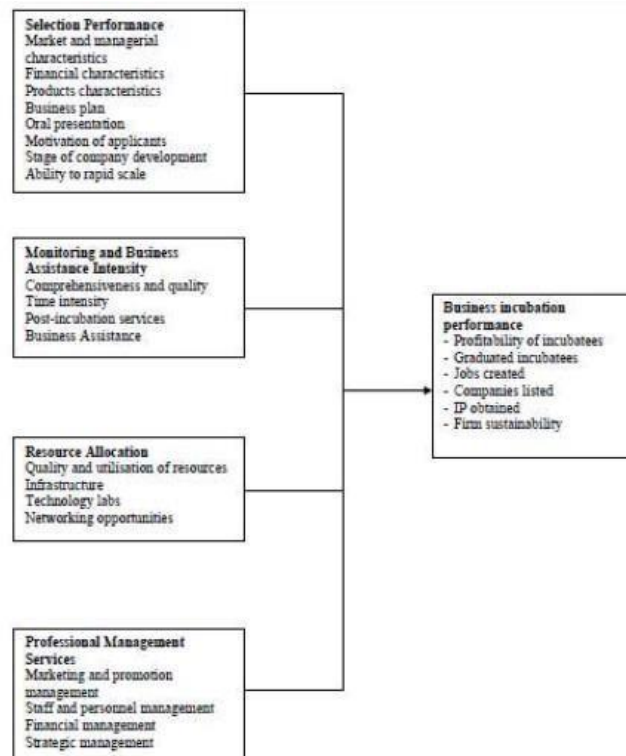 Selection Performance
Market and managerial
characteristics
Financial characteristics
Products characteristics
Business plan
Oral presentation
Motivation of applicants
Stage of company development
Ability to rapid scale
Monitoring and Business
Assistance Intensity
Comprehensiveness and quality
Time intensity
Post-incubation services
Business Assistance
Business incubation
performance
- Profitability of incubatees
- Graduated incubatees
- Jobs created
- Companies listed
- IP obtained
- Firm sustainability
Resource Allocation
Quality and utilisation of resources
Infrastructure
Technology labs
Networking opportunities
Professional Management
Services
Marketing and promotion
management
Staff and personnel management
Financial management
Strategic management